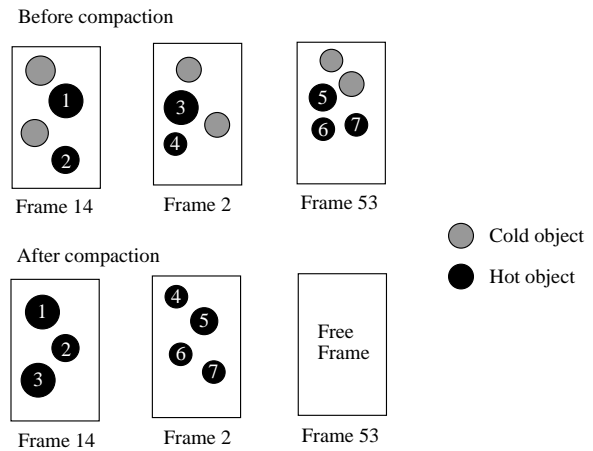 Before compaction
1
2
3
4
5
6
7
Frame 14
Frame 2
Frame 53
Cold object
Hot object
After compaction
1
2
3
4
5
6
7
Free
Frame
Frame 14
Frame 2
Frame 53